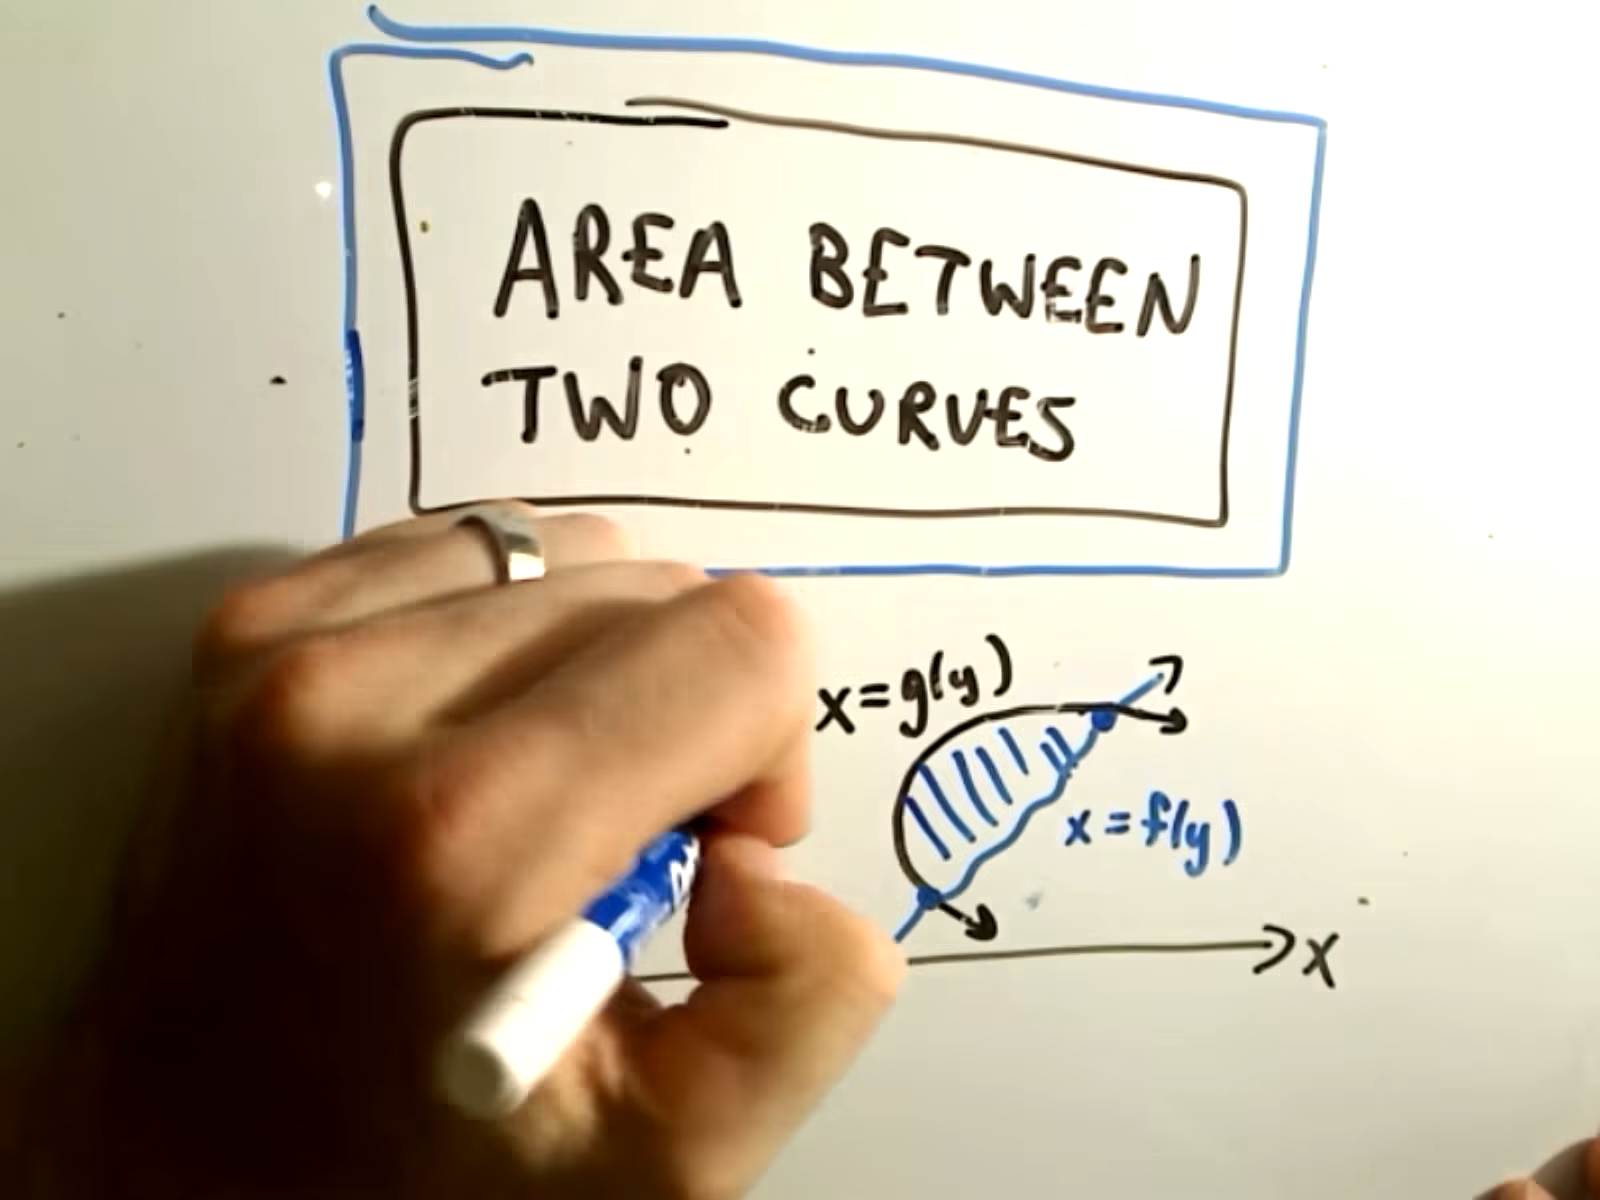 AREA BETWEEN
TWO CURVES
x=g(y)
x=f(y)
x